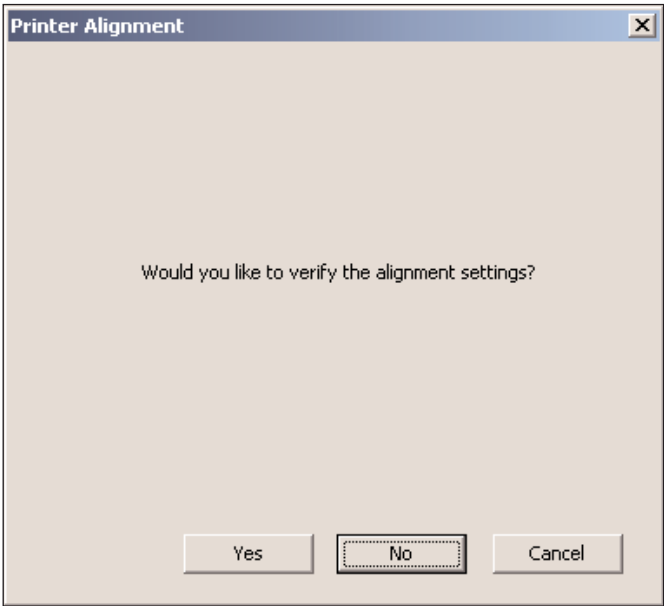 Printer Alignment
Would you like to verify the alignment settings?
Yes No Cancel